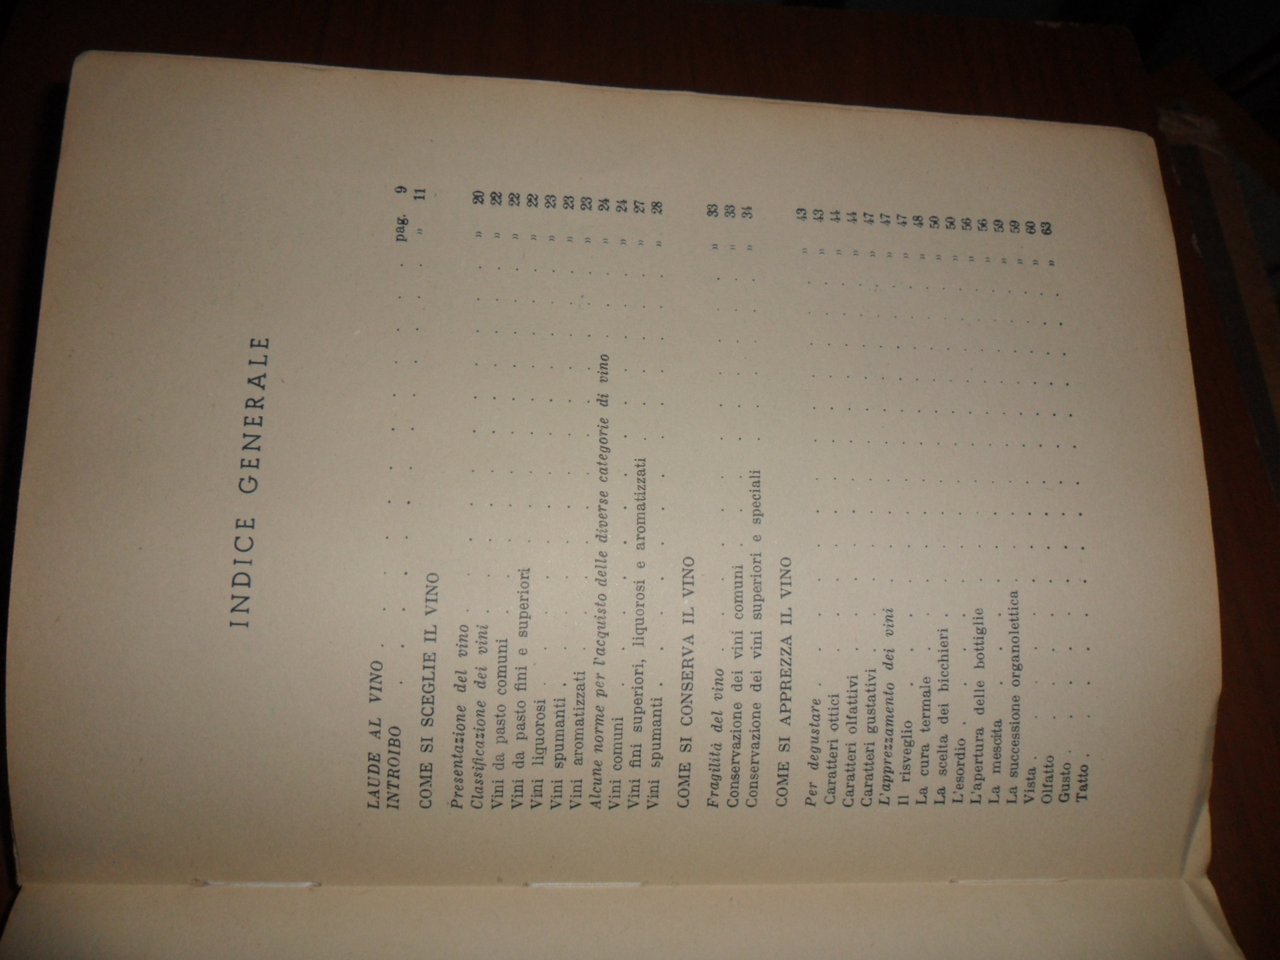 INDICE GENERALE
LAUDE AL VINO . . . . . . . pag. 9
INTROIBO . . . . . . . » 11
COME SI SCEGLIE IL VINO
Presentazione del vino . . . . . . » 20
Classificazione dei vini . . . . . . » 22
Vini da pasto comuni . . . . . . » 22
Vini da pasto fini e superiori . . . . . » 22
Vini liquorosi . . . . . . » 23
Vini spumanti . . . . . . » 23
Vini aromatizzati . . . . . . » 23
Alcune norme per l'acquisto delle diverse categorie di vino . » 24
Vini comuni . . . . . . » 24
Vini fini superiori, liquorosi e aromatizzati . . . » 27
Vini spumanti . . . . . . » 28
COME SI CONSERVA IL VINO
Fragilità del vino . . . . . . » 33
Conservazione dei vini comuni . . . . . » 33
Conservazione dei vini superiori e speciali . . . » 34
COME SI APPREZZA IL VINO
Per degustare . . . . . . » 43
Caratteri ottici . . . . . . » 43
Caratteri olfattivi . . . . . . » 44
Caratteri gustativi . . . . . . » 44
L'apprezzamento dei vini . . . . . . » 47
Il risveglio . . . . . . » 47
La cura termale . . . . . . » 47
La scelta dei bicchieri . . . . . . » 48
L'esordio . . . . . . » 50
L'apertura delle bottiglie . . . . . . » 50
La mescita . . . . . . » 56
La successione organolettica . . . . . » 56
Vista . . . . . . » 59
Olfatto . . . . . . » 59
Gusto . . . . . . » 60
Tatto . . . . . . » 63